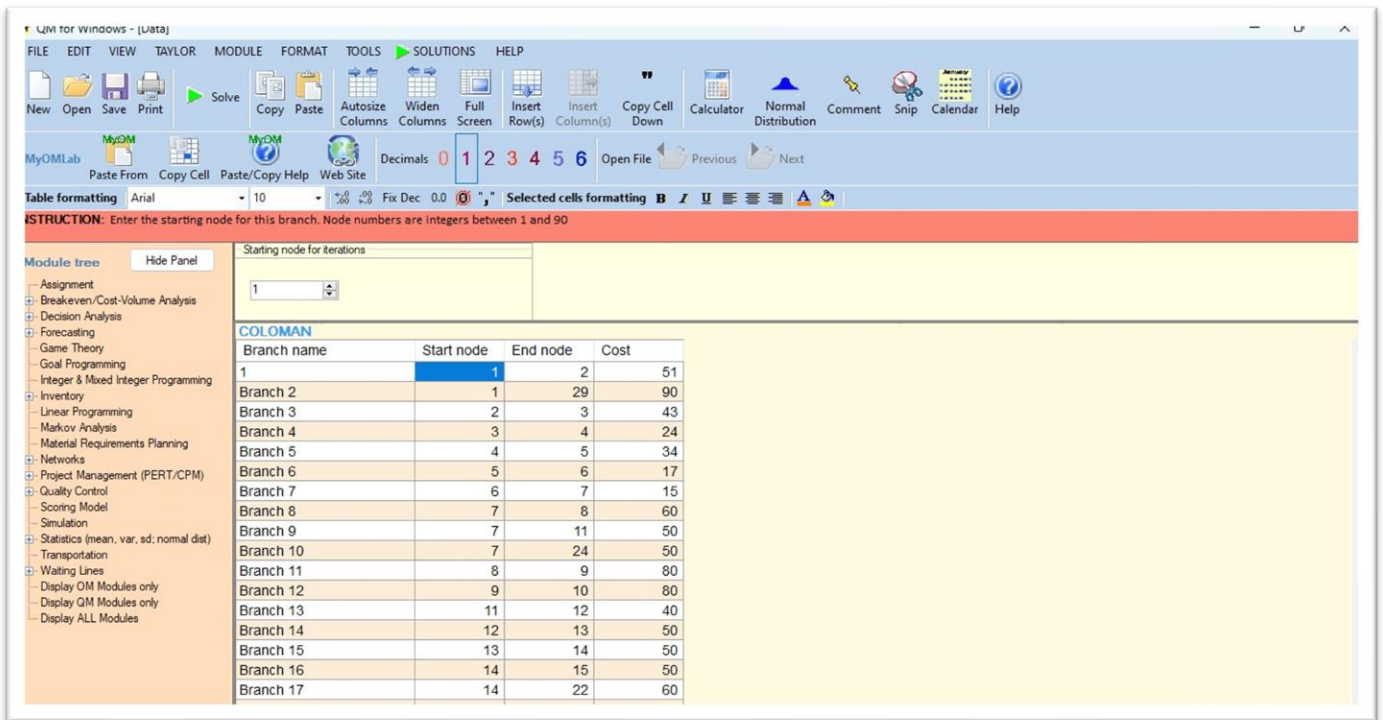 QM for Windows - [Data]
FILE EDIT VIEW TAYLOR MODULE FORMAT TOOLS SOLUTIONS HELP
New Open Save Print Solve Copy Paste Autosize Columns Widen Columns Full Screen Insert Row(s) Insert Column(s) Copy Cell Down Calculator Normal Distribution Comment Snip January Calendar Help
MyOMLab MyOM Paste From Copy Cell MyOM Paste/Copy Help Web Site Decimals 0 1 2 3 4 5 6 Open File Previous Next
Table formatting Arial 10 Fix Dec 0.0 0 "," Selected cells formatting B I U A
NSTRUCTION: Enter the starting node for this branch. Node numbers are integers between 1 and 90
Module tree Hide Panel
Assignment
Breakeven/Cost-Volume Analysis
Decision Analysis
Forecasting
Game Theory
Goal Programming
Integer & Mixed Integer Programming
Inventory
Linear Programming
Markov Analysis
Material Requirements Planning
Networks
Project Management (PERT/CPM)
Quality Control
Scoring Model
Simulation
Statistics (mean, var, sd; normal dist)
Transportation
Waiting Lines
Display OM Modules only
Display QM Modules only
Display ALL Modules
Starting node for iterations
1
COLOMAN
Branch name Start node End node Cost
1 1 2 51
Branch 2 1 29 90
Branch 3 2 3 43
Branch 4 3 4 24
Branch 5 4 5 34
Branch 6 5 6 17
Branch 7 6 7 15
Branch 8 7 8 60
Branch 9 7 11 50
Branch 10 7 24 50
Branch 11 8 9 80
Branch 12 9 10 80
Branch 13 11 12 40
Branch 14 12 13 50
Branch 15 13 14 50
Branch 16 14 15 50
Branch 17 14 22 60